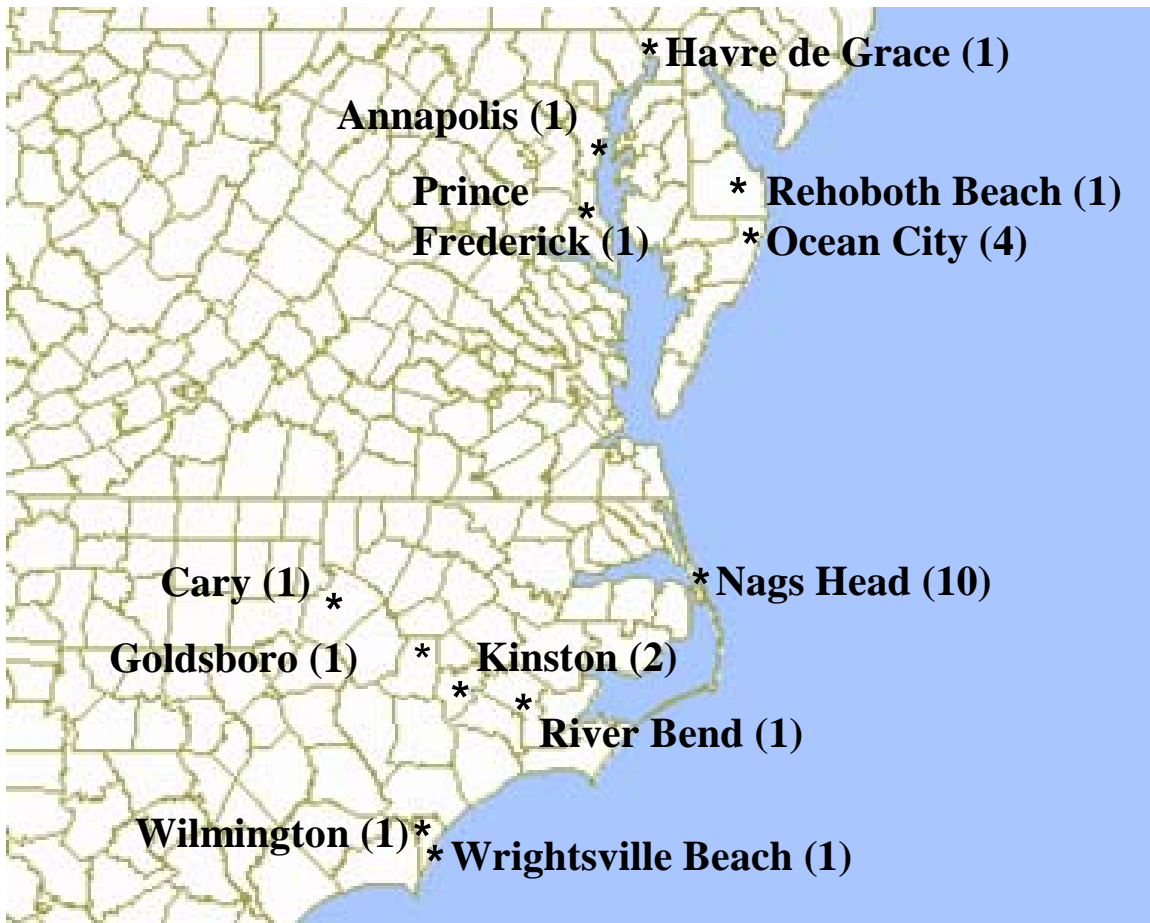 * Havre de Grace (1)
Annapolis (1)
*
Prince
* Rehoboth Beach (1)
*
Frederick (1)
* Ocean City (4)
Cary (1)
*
* Nags Head (10)
Goldsboro (1)
*
Kinston (2)
*
*
River Bend (1)
Wilmington (1) *
* Wrightsville Beach (1)